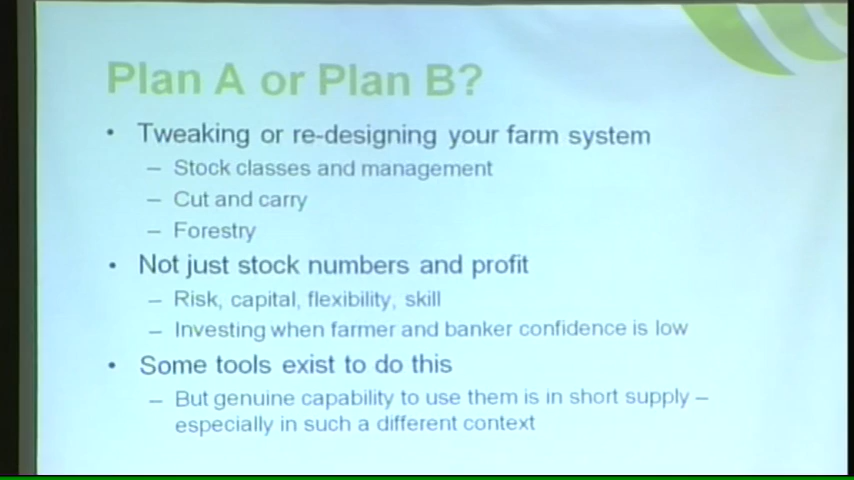 Plan A or Plan B?
• Tweaking or re-designing your farm system
– Stock classes and management
– Cut and carry
– Forestry
• Not just stock numbers and profit
– Risk, capital, flexibility, skill
– Investing when farmer and banker confidence is low
• Some tools exist to do this
– But genuine capability to use them is in short supply –
especially in such a different context